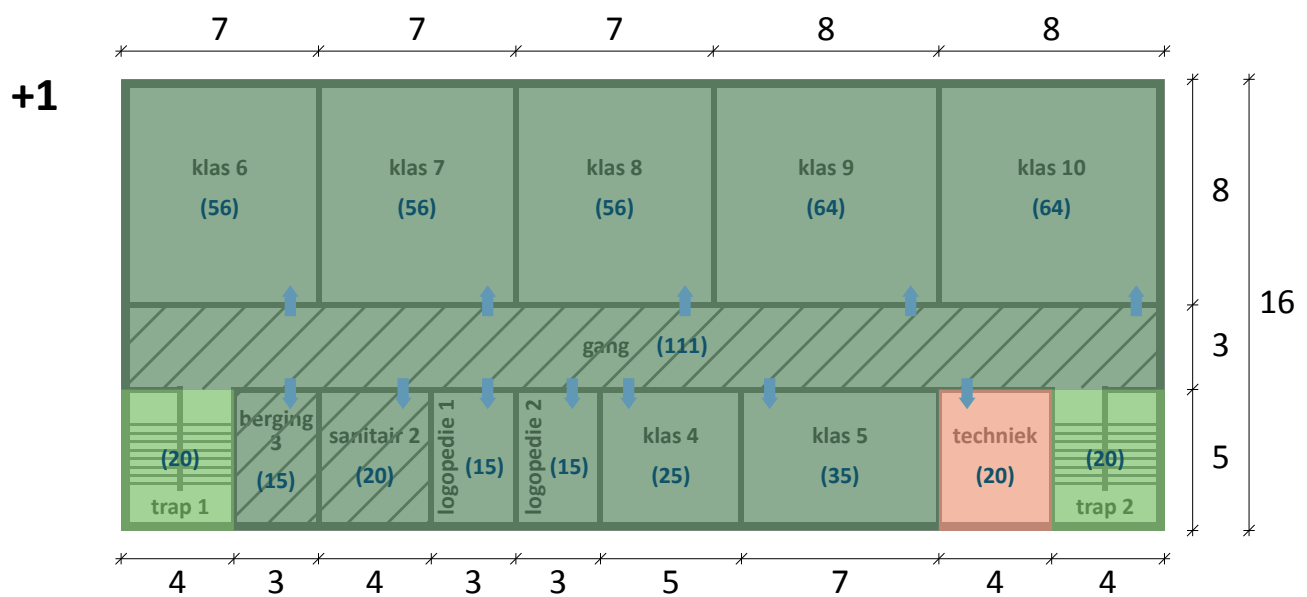 7 7 7 8 8
+1
klas 6 klas 7 klas 8 klas 9 klas 10
(56) (56) (56) (64) (64)
8
16
gang (111)
3
berging
3
(15)
sanitair 2
(20)
logopedie 1
(15)
logopedie 2
(15)
klas 4
(25)
klas 5
(35)
techniek
(20)
(20)
trap 1
(20)
trap 2
5
4 3 4 3 3 5 7 4 4